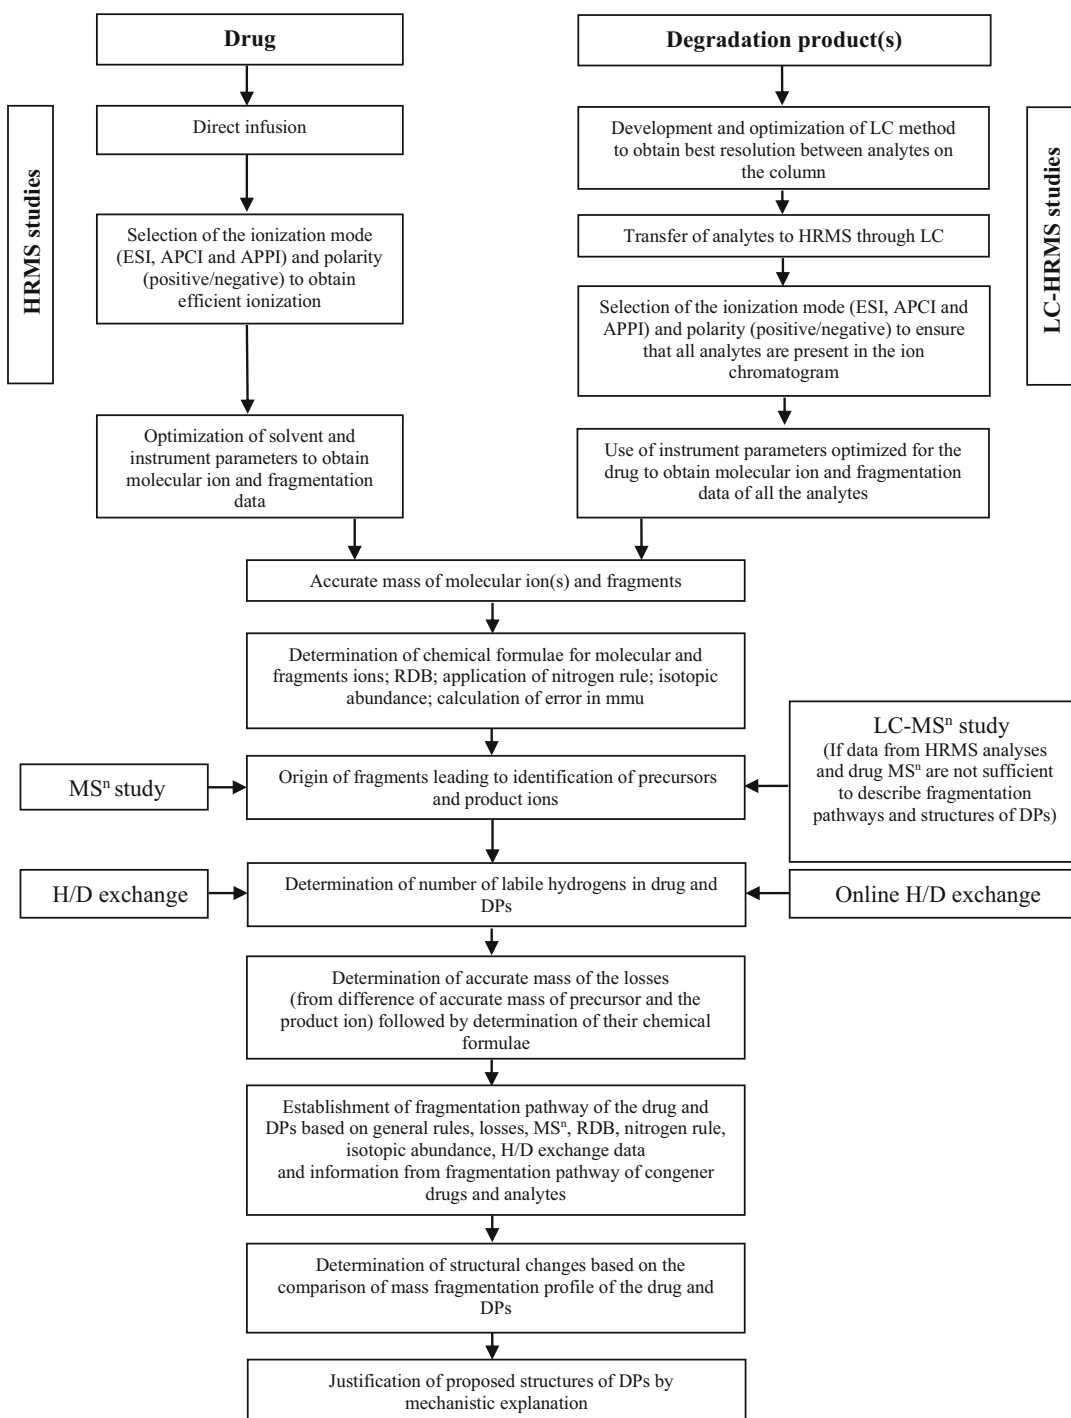 Drug
Degradation product(s)
HRMS studies
LC-HRMS studies
Direct infusion
Development and optimization of LC method
to obtain best resolution between analytes on
the column
Selection of the ionization mode
(ESI, APCI and APPI) and polarity
(positive/negative) to obtain
efficient ionization
Transfer of analytes to HRMS through LC
Selection of the ionization mode (ESI, APCI and
APPI) and polarity (positive/negative) to ensure
that all analytes are present in the ion
chromatogram
Optimization of solvent and
instrument parameters to obtain
molecular ion and fragmentation
data
Use of instrument parameters optimized for the
drug to obtain molecular ion and fragmentation
data of all the analytes
Accurate mass of molecular ion(s) and fragments
Determination of chemical formulae for molecular and
fragments ions; RDB; application of nitrogen rule; isotopic
abundance; calculation of error in mmu
MSⁿ study
Origin of fragments leading to identification of precursors
and product ions
LC-MSⁿ study
(If data from HRMS analyses
and drug MSⁿ are not sufficient
to describe fragmentation
pathways and structures of DPs)
H/D exchange
Determination of number of labile hydrogens in drug and
DPs
Online H/D exchange
Determination of accurate mass of the losses
(from difference of accurate mass of precursor and the
product ion) followed by determination of their chemical
formulae
Establishment of fragmentation pathway of the drug and
DPs based on general rules, losses, MSⁿ, RDB, nitrogen rule,
isotopic abundance, H/D exchange data
and information from fragmentation pathway of congener
drugs and analytes
Determination of structural changes based on the
comparison of mass fragmentation profile of the drug and
DPs
Justification of proposed structures of DPs by
mechanistic explanation